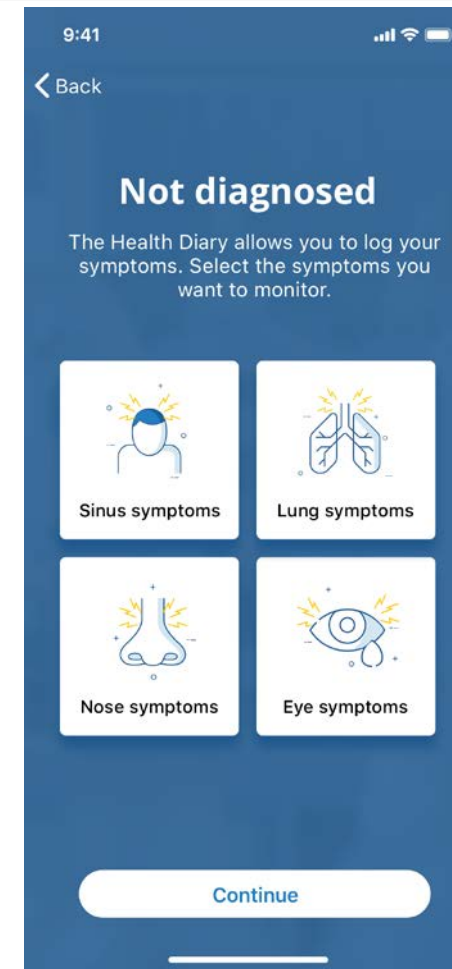 9:41
Back
Not diagnosed
The Health Diary allows you to log your
symptoms. Select the symptoms you
want to monitor.
Sinus symptoms
Lung symptoms
Nose symptoms
Eye symptoms
Continue